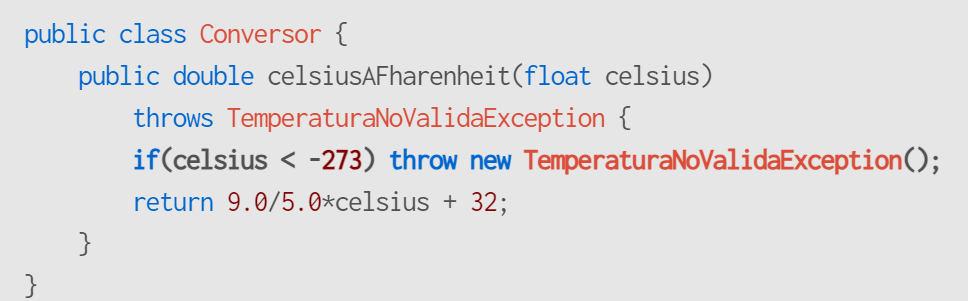 public class Conversor {
    public double celsiusAFharenheit(float celsius)
        throws TemperaturaNoValidaException {
        if(celsius < -273) throw new TemperaturaNoValidaException();
        return 9.0/5.0*celsius + 32;
    }
}